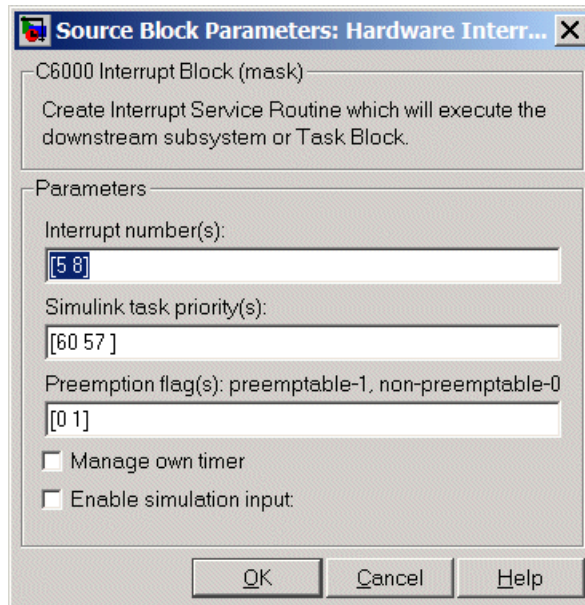 Source Block Parameters: Hardware Interr...
C6000 Interrupt Block (mask)
Create Interrupt Service Routine which will execute the
downstream subsystem or Task Block.
Parameters
Interrupt number(s):
[5 8]
Simulink task priority(s):
[60 57 ]
Preemption flag(s): preemptable-1, non-preemptable-0
[0 1]
Manage own timer
Enable simulation input:
OK Cancel Help